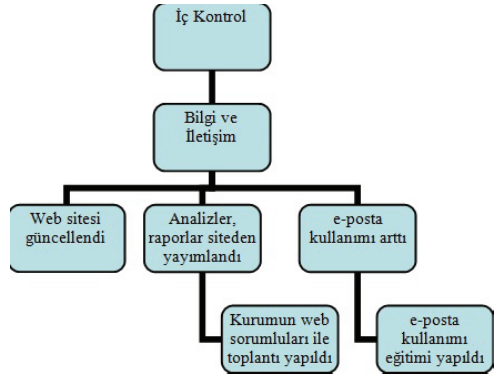 İç Kontrol
Bilgi ve
İletişim
Web sitesi
güncellendi
Analizler,
raporlar siteden
yayımlandı
e-posta
kullanımı arttı
Kurumun web
sorumluları ile
toplantı yapıldı
e-posta
kullanımı
eğitimi yapıldı